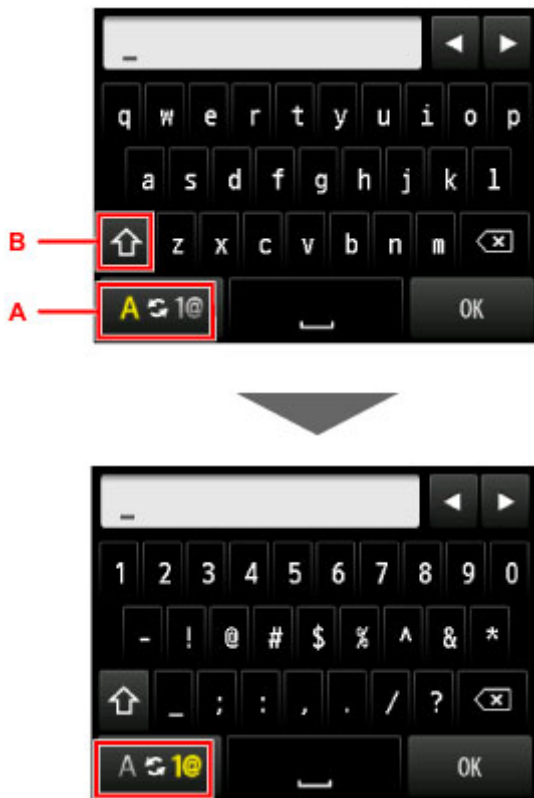 _
q w e r t y u i o p
a s d f g h j k l
B z x c v b n m
A A 1@ OK
_
1 2 3 4 5 6 7 8 9 0
- ! @ # $ % ^ & *
_ ; : , . / ?
A 1@ OK